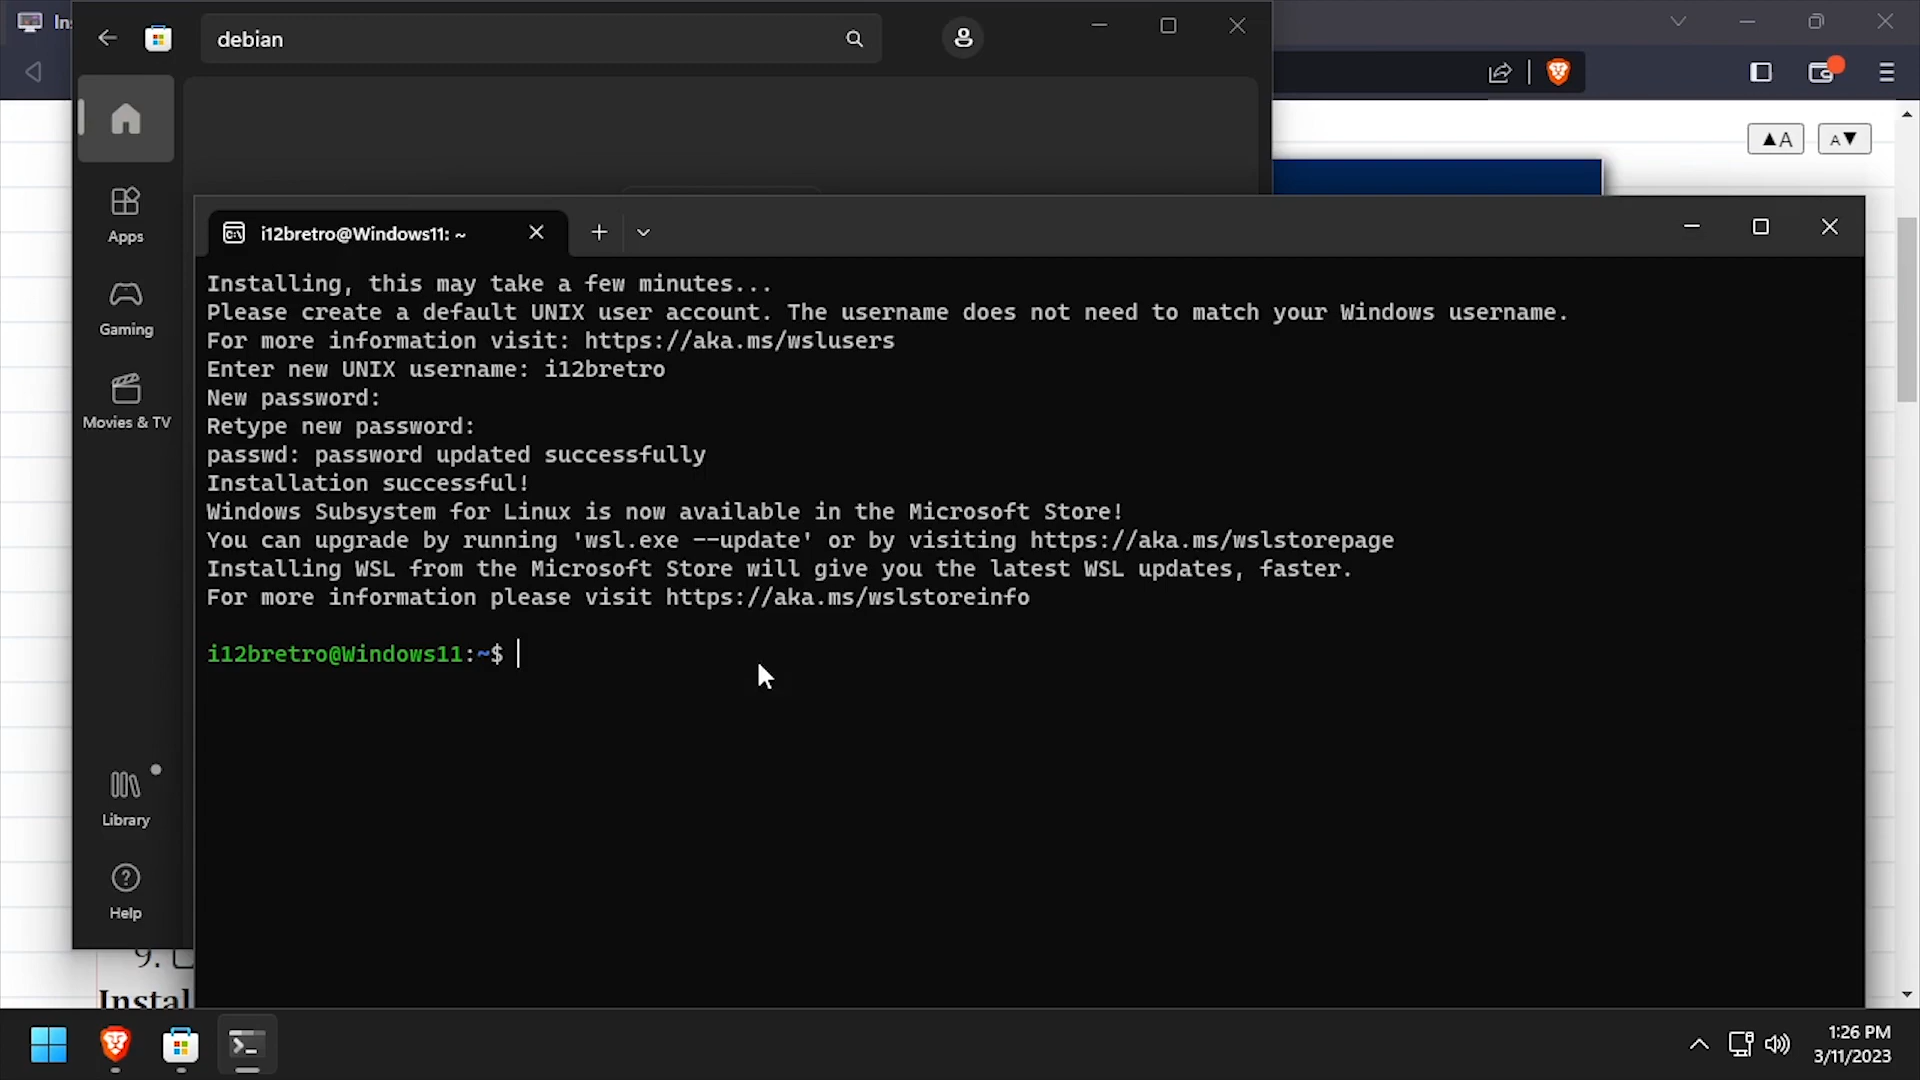 Ins
debian
▲A
A▼
Apps
Gaming
Movies & TV
Library
Help
i12bretro@Windows11: ~
Installing, this may take a few minutes...
Please create a default UNIX user account. The username does not need to match your Windows username.
For more information visit: https://aka.ms/wslusers
Enter new UNIX username: i12bretro
New password:
Retype new password:
passwd: password updated successfully
Installation successful!
Windows Subsystem for Linux is now available in the Microsoft Store!
You can upgrade by running 'wsl.exe --update' or by visiting https://aka.ms/wslstorepage
Installing WSL from the Microsoft Store will give you the latest WSL updates, faster.
For more information please visit https://aka.ms/wslstoreinfo
i12bretro@Windows11:~$
9.
Instal
1:26 PM
3/11/2023